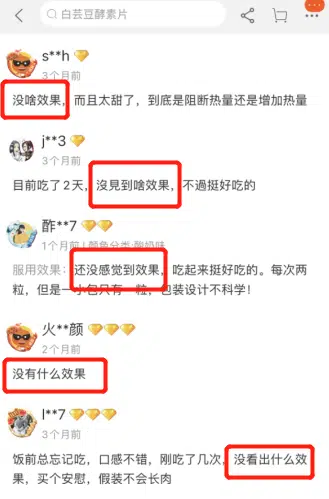 白芸豆酵素片
s**h
3个月前
没啥效果，而且太甜了，到底是阻断热量还是增加热量
j**3
3个月前
目前吃了2天，沒見到啥效果，不過挺好吃的
酢**7
1个月前 | 颜色分类:酸奶味
服用效果：还没感觉到效果，吃起来挺好吃的。每次两
粒，但是一小包只有一粒，包装设计不科学！
火**颜
2个月前
没有什么效果
l**7
3个月前
饭前总忘记吃，口感不错，刚吃了几次，没看出什么效
果，买个安慰，假装不会长肉